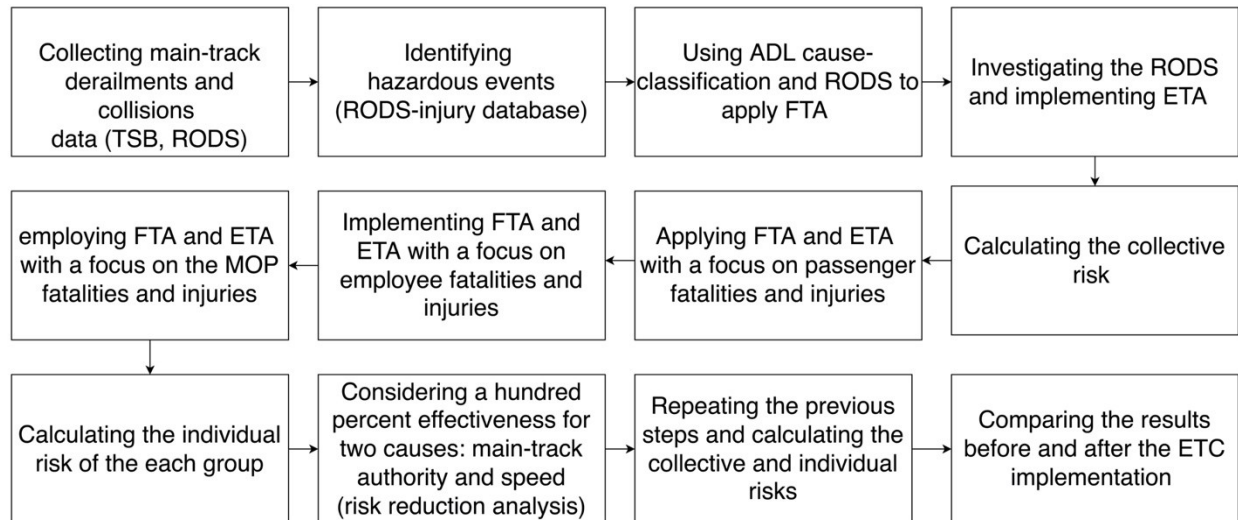 Collecting main-track
derailments and
collisions
data (TSB, RODS)
Identifying
hazardous events
(RODS-injury database)
Using ADL cause-
classification and RODS to
apply FTA
Investigating the RODS
and implementing ETA
Calculating the collective
risk
Applying FTA and ETA
with a focus on passenger
fatalities and injuries
Implementing FTA and
ETA with a focus on
employee fatalities and
injuries
employing FTA and ETA
with a focus on the MOP
fatalities and injuries
Calculating the individual
risk of the each group
Considering a hundred
percent effectiveness for
two causes: main-track
authority and speed
(risk reduction analysis)
Repeating the previous
steps and calculating the
collective and individual
risks
Comparing the results
before and after the ETC
implementation